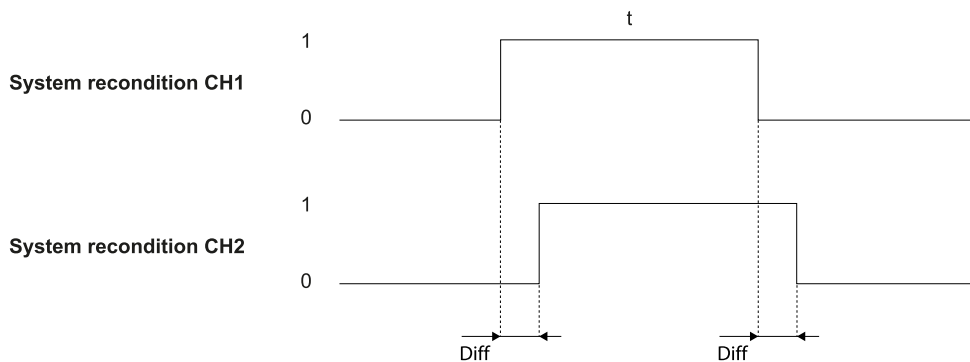 t
1
System recondition CH1
0
1
System recondition CH2
0
Diff Diff